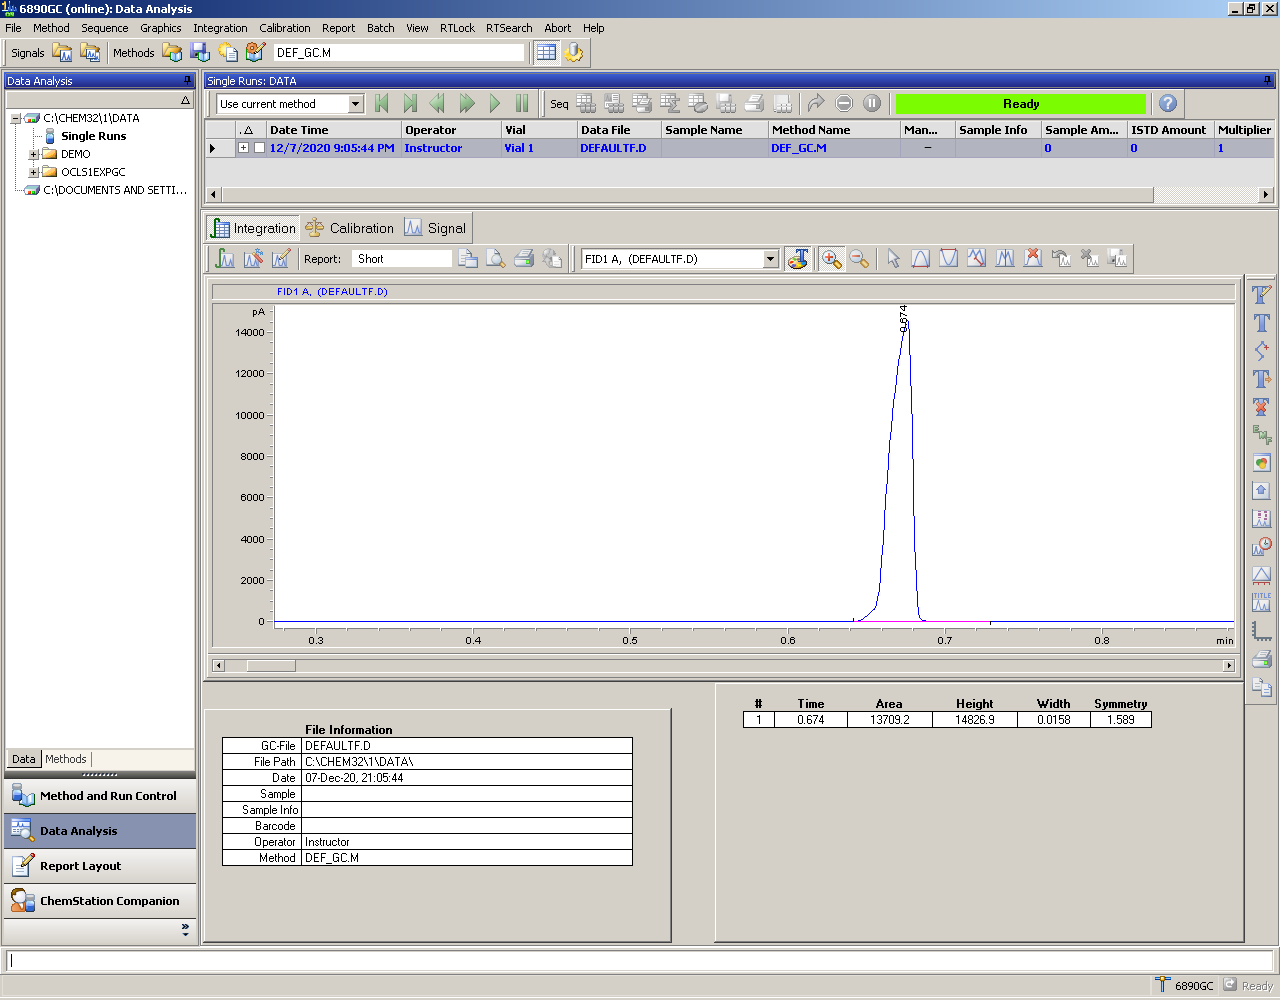 6890GC (online): Data Analysis
File Method Sequence Graphics Integration Calibration Report Batch View RTLock RTSearch Abort Help
Signals Methods DEF_GC.M
Data Analysis
C:\CHEM32\1\DATA
Single Runs
DEMO
OCLS1EXPGC
C:\DOCUMENTS AND SETTI...
Data Methods
Method and Run Control
Data Analysis
Report Layout
ChemStation Companion
Single Runs: DATA
Use current method Seq Ready
Date Time Operator Vial Data File Sample Name Method Name Man... Sample Info Sample Am... ISTD Amount Multiplier
12/7/2020 9:05:44 PM Instructor Vial 1 DEFAULTF.D DEF_GC.M – 0 0 1
Integration Calibration Signal
Report: Short FID1 A, (DEFAULTF.D)
FID1 A, (DEFAULTF.D)
pA
14000
12000
10000
8000
6000
4000
2000
0
0.674
0.3 0.4 0.5 0.6 0.7 0.8 min
TITLE
File Information
GC-File DEFAULTF.D
File Path C:\CHEM32\1\DATA\
Date 07-Dec-20, 21:05:44
Sample
Sample Info
Barcode
Operator Instructor
Method DEF_GC.M
# Time Area Height Width Symmetry
1 0.674 13709.2 14826.9 0.0158 1.589
6890GC Ready